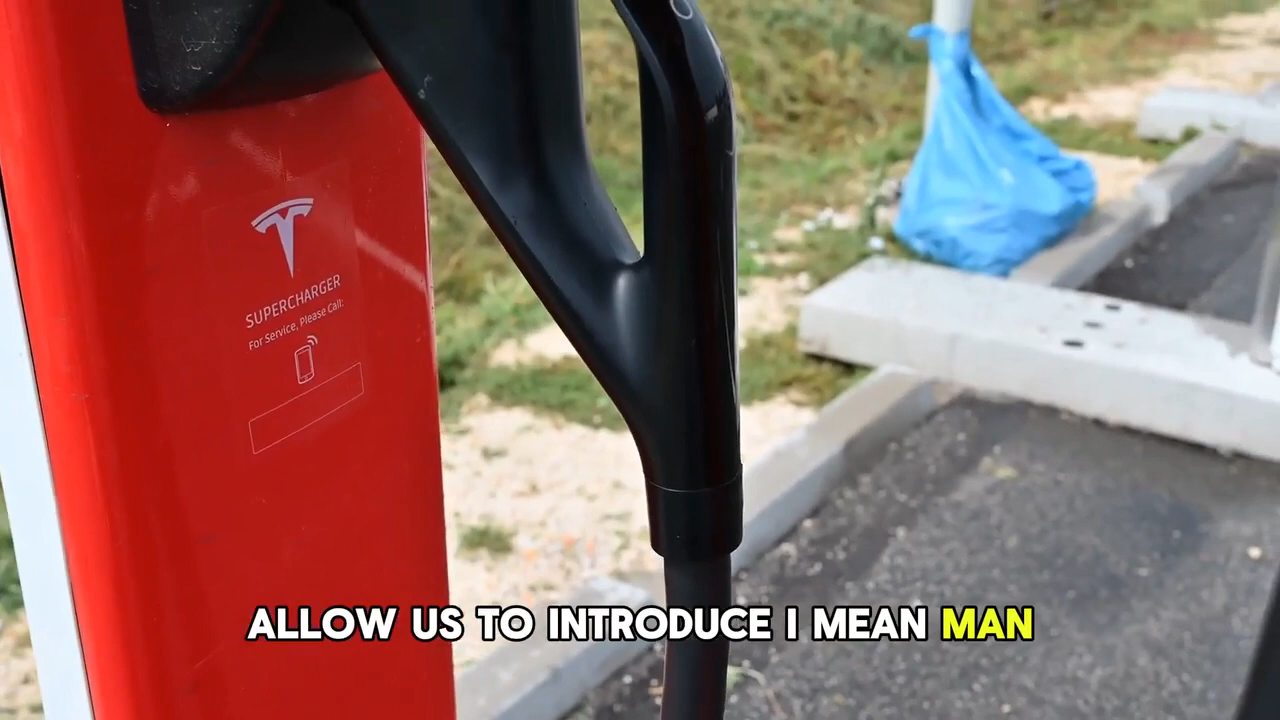 SUPERCHARGER
For Service, Please Call:
ALLOW US TO INTRODUCE I MEAN MAN